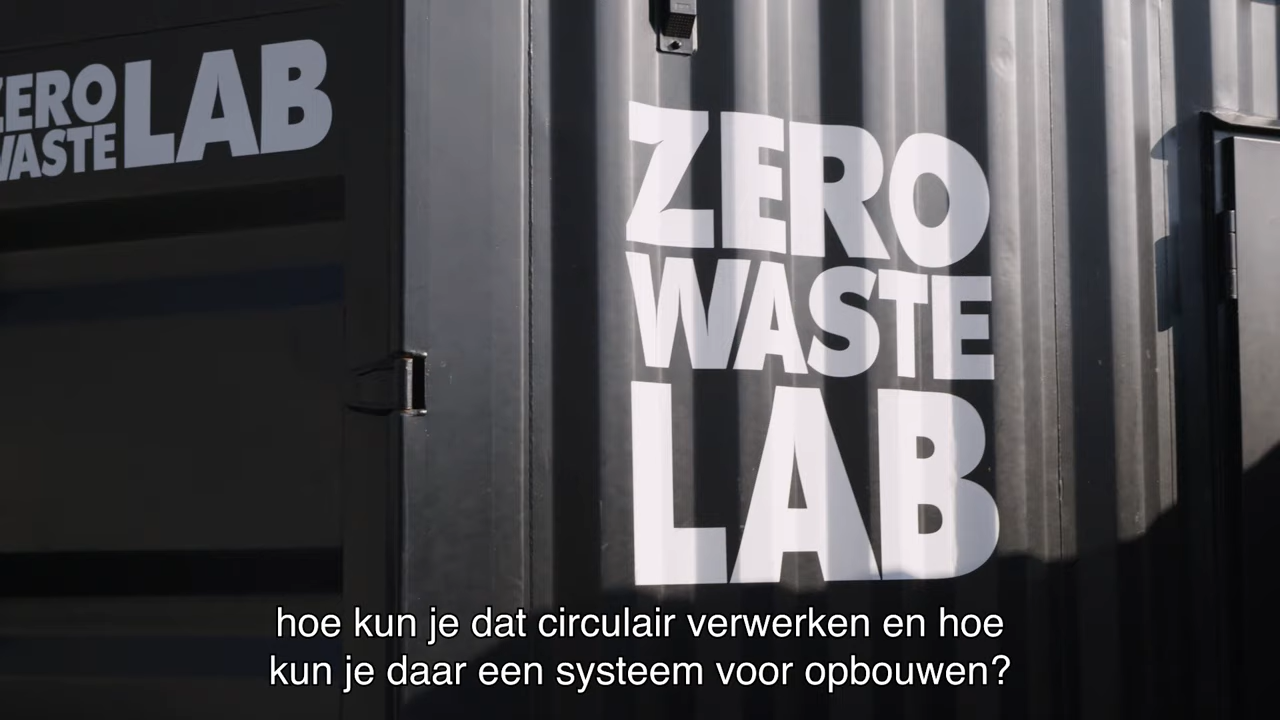 ZERO
WASTE LAB
ZERO
WASTE
LAB
hoe kun je dat circulair verwerken en hoe
kun je daar een systeem voor opbouwen?